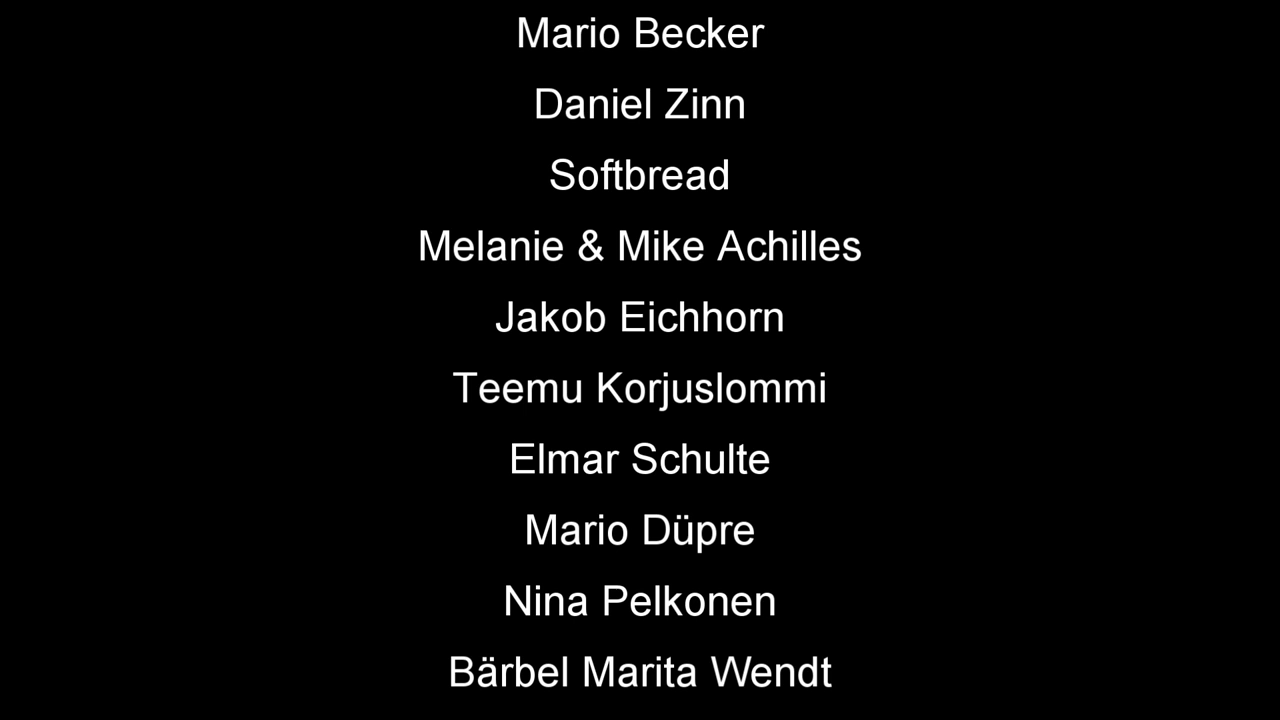 Mario Becker
Daniel Zinn
Softbread
Melanie & Mike Achilles
Jakob Eichhorn
Teemu Korjuslommi
Elmar Schulte
Mario Düpre
Nina Pelkonen
Bärbel Marita Wendt